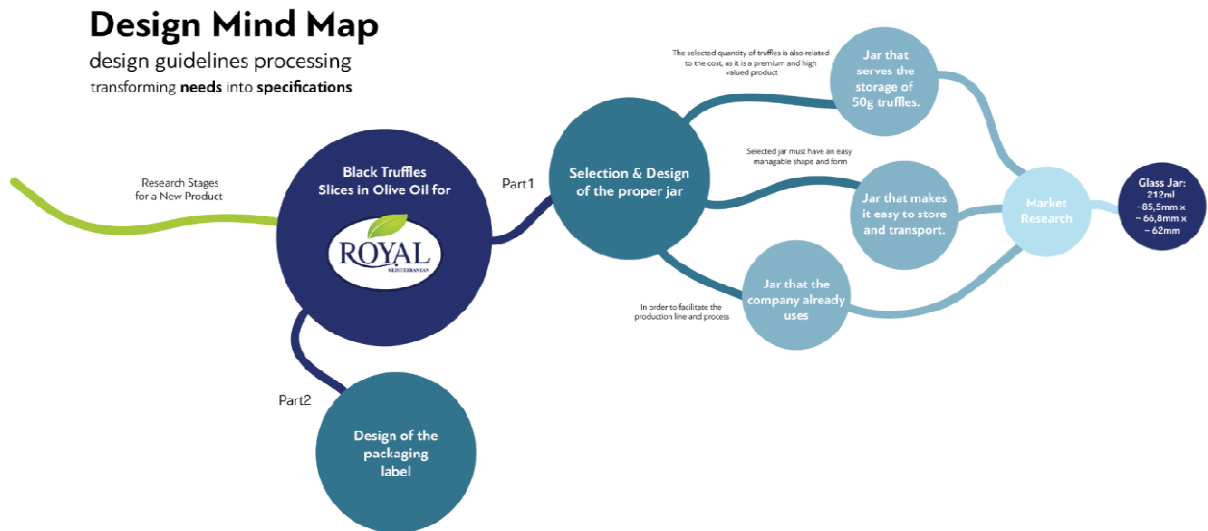 Design Mind Map
design guidelines processing
transforming needs into specifications
Research Stages
for a New Product
Black Truffles
Slices in Olive Oil for
ROYAL
MEDITERRANEAN
Part1
Selection & Design
of the proper jar
The selected quantity of truffles is also related
to the cost, as it is a premium and high
valued product
Jar that
serves the
storage of
50g truffles.
Selected jar must have an easy
managable shape and form
Jar that makes
it easy to store
and transport.
In order to facilitate the
production line and process
Jar that the
company already
uses
Market
Research
Glass Jar:
212ml
~85,5mm x
~ 66,8mm x
~ 62mm
Part2
Design of the
packaging
label